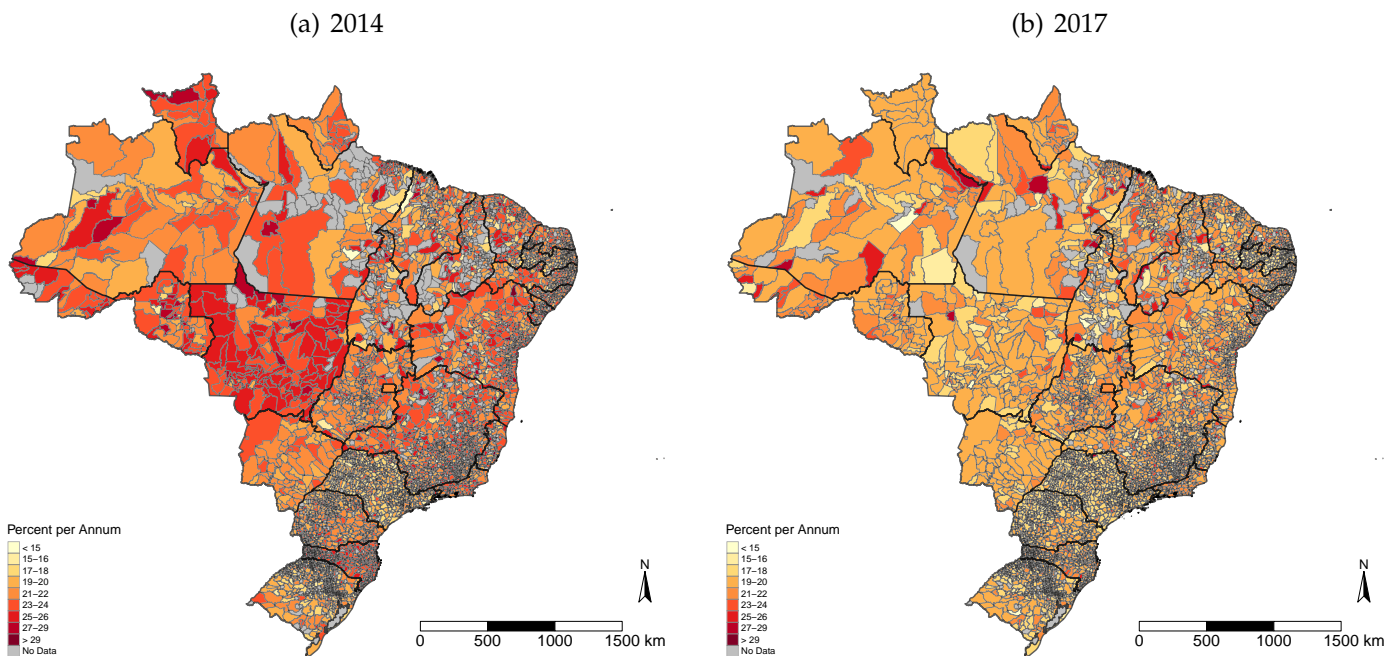 (a) 2014
Percent per Annum
< 15
15−16
17−18
19−20
21−22
23−24
25−26
27−29
> 29
No Data
N
0 500 1000 1500 km
(b) 2017
Percent per Annum
< 15
15−16
17−18
19−20
21−22
23−24
25−26
27−29
> 29
No Data
N
0 500 1000 1500 km